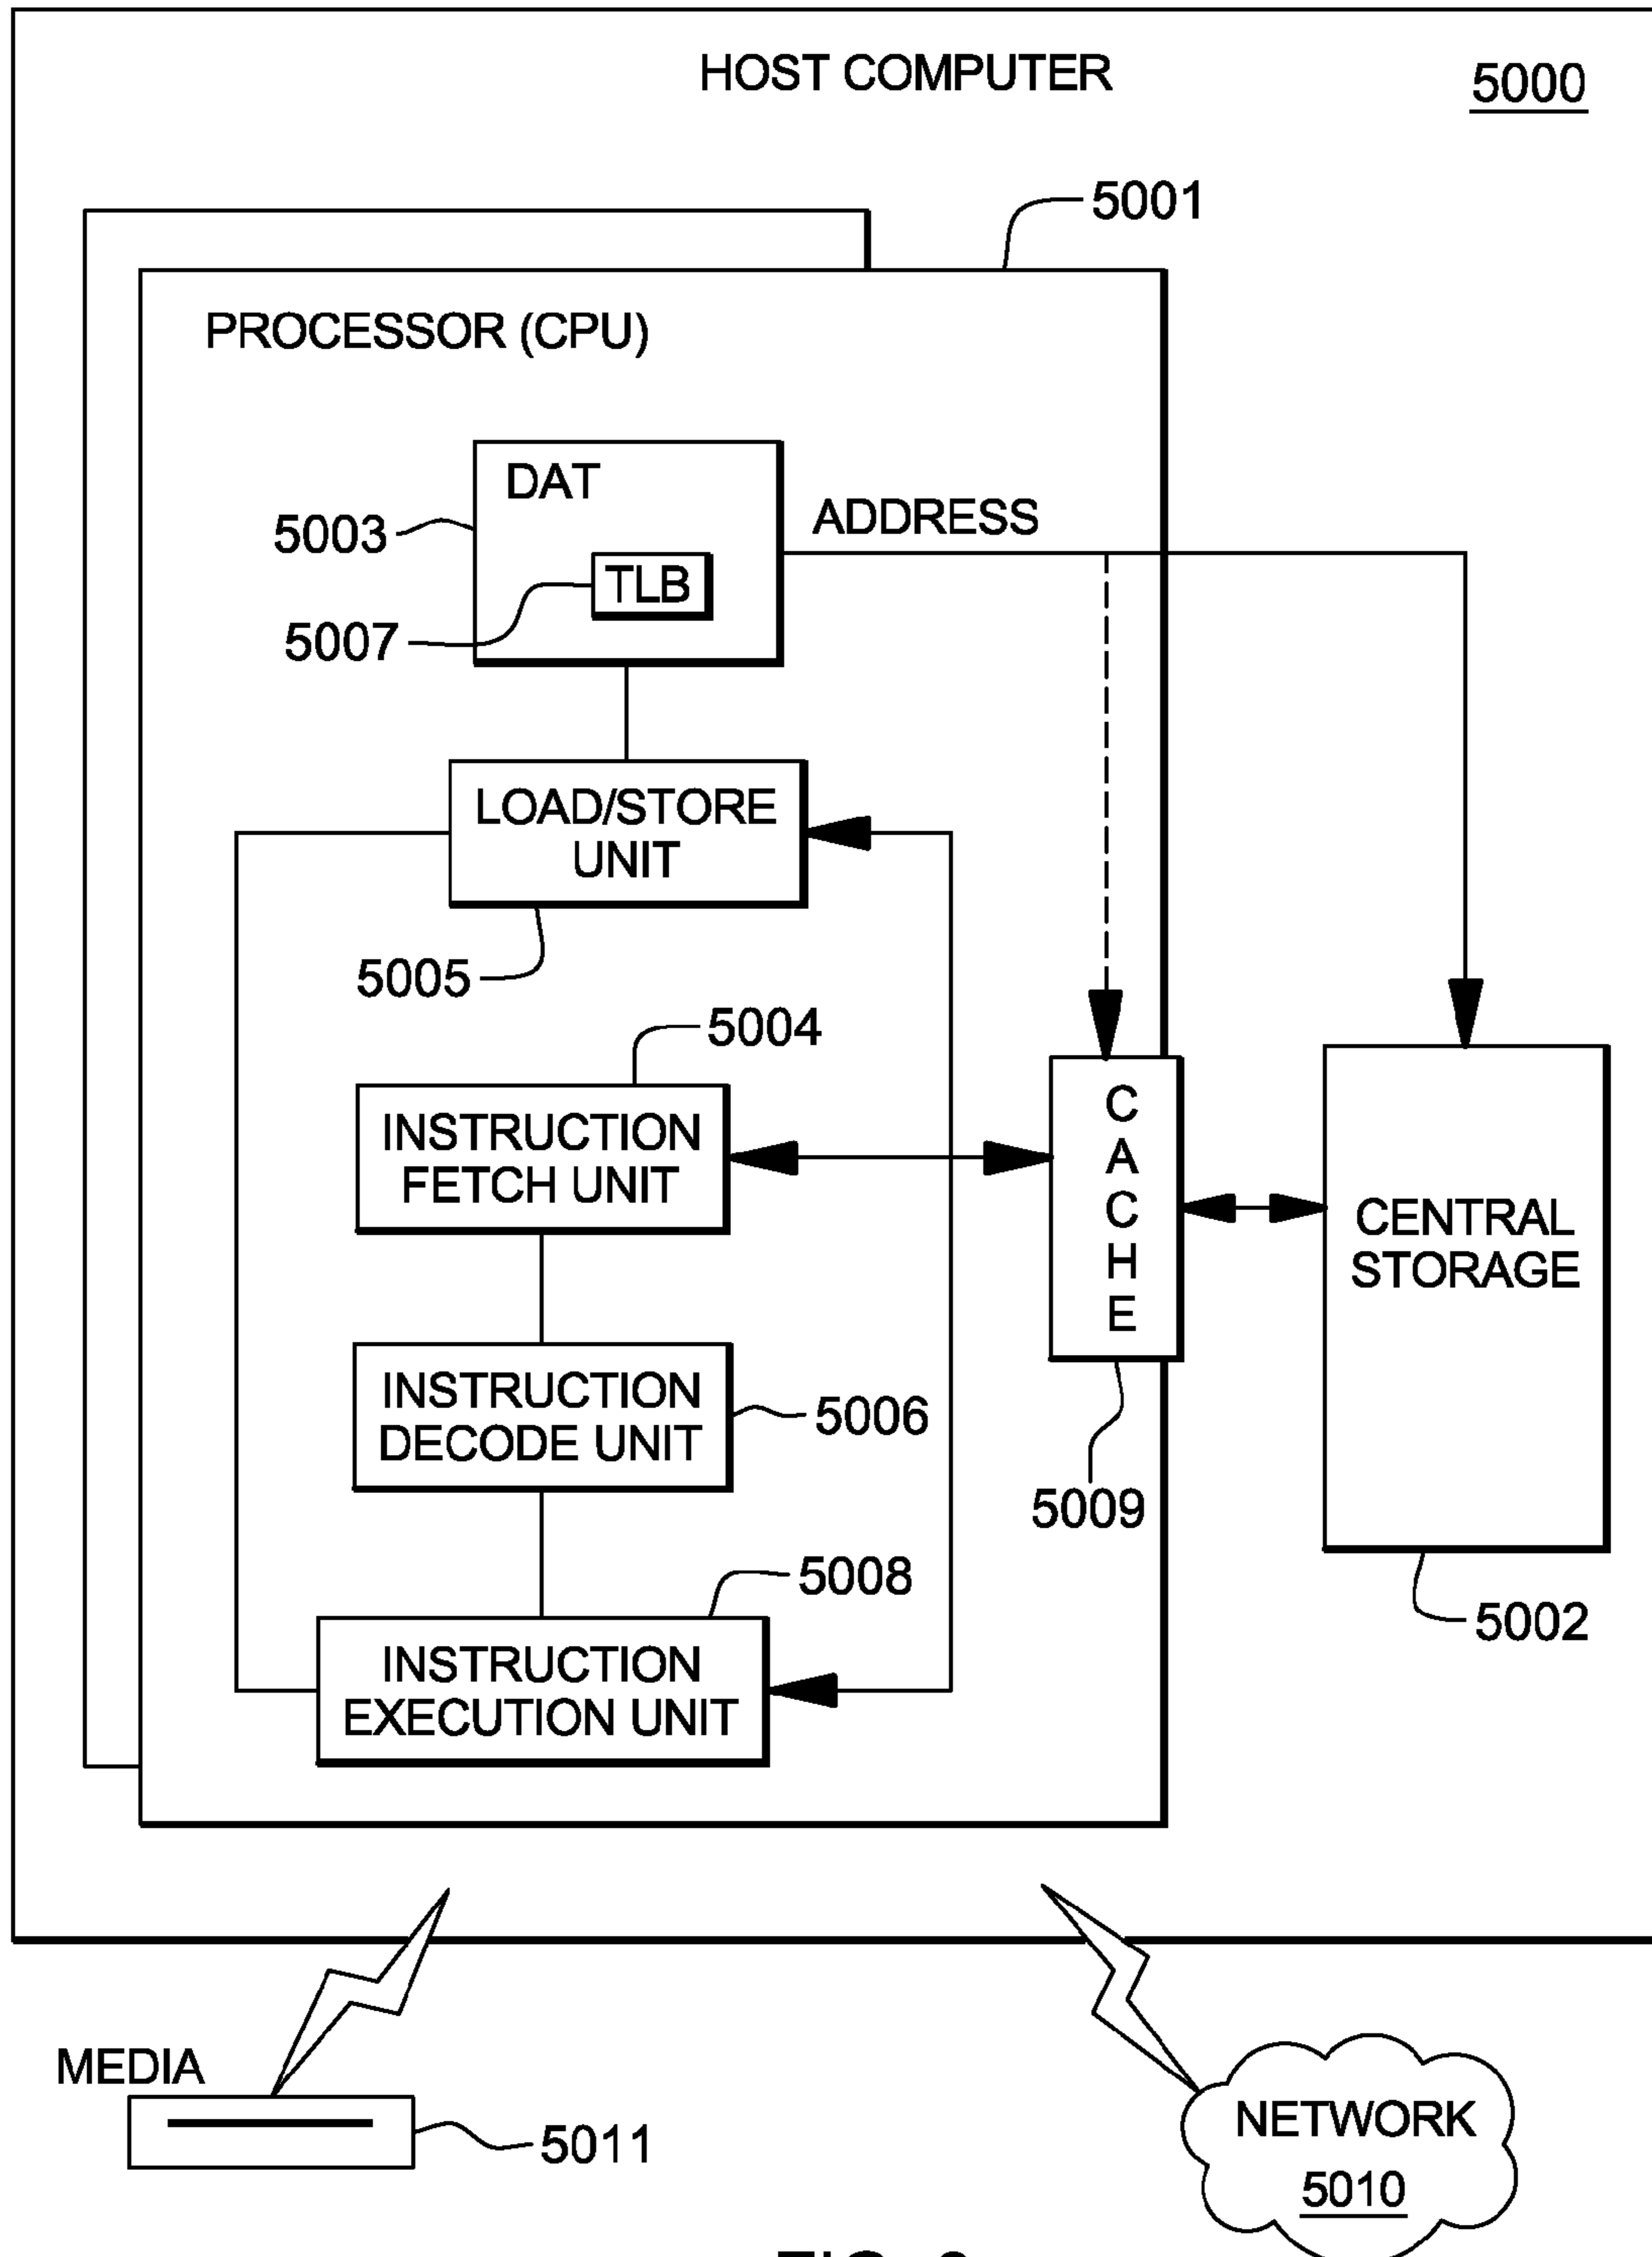 HOST COMPUTER
5000
5001
PROCESSOR (CPU)
DAT
ADDRESS
5003
TLB
5007
LOAD/STORE
UNIT
5005
5004
INSTRUCTION
FETCH UNIT
C
A
C
H
E
CENTRAL
STORAGE
INSTRUCTION
DECODE UNIT
5006
5009
5008
5002
INSTRUCTION
EXECUTION UNIT
MEDIA
5011
NETWORK
5010